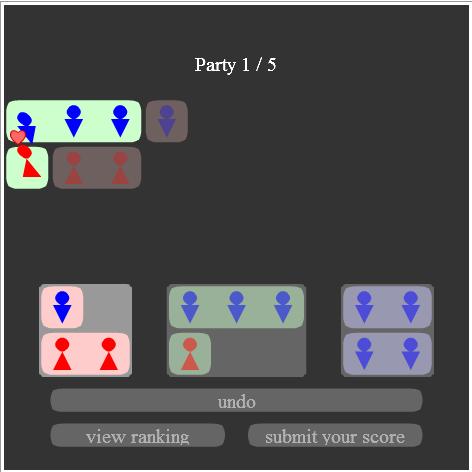 Party 1 / 5
undo
view ranking
submit your score